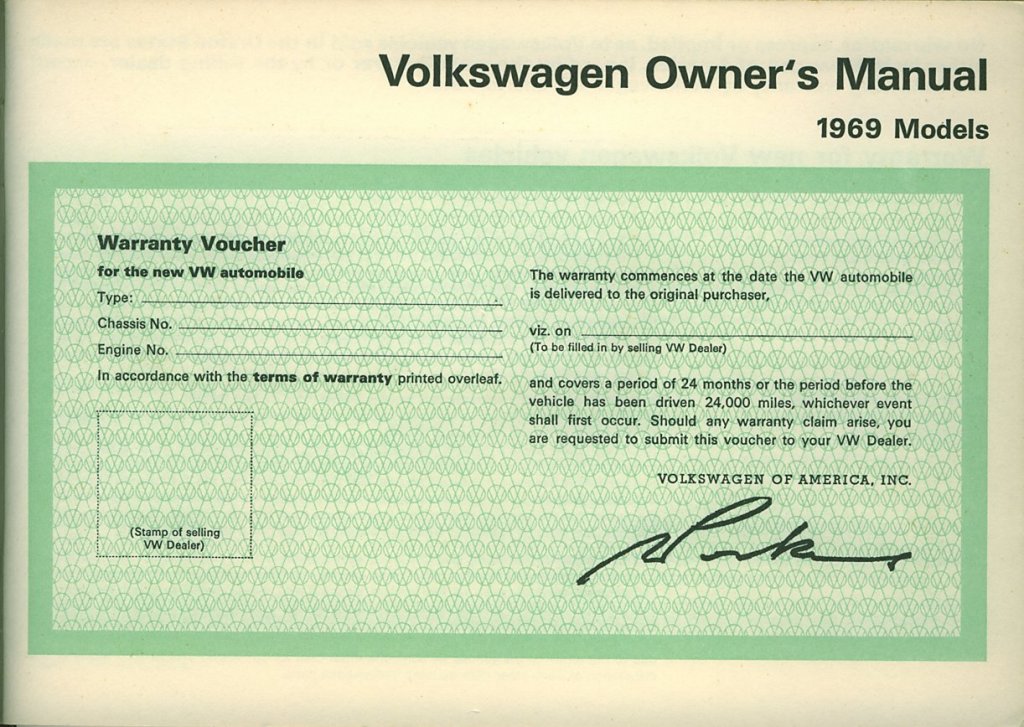 Volkswagen Owner's Manual
1969 Models
Warranty Voucher
for the new VW automobile
Type:
Chassis No.
Engine No.
In accordance with the terms of warranty printed overleaf.
(Stamp of selling
VW Dealer)
The warranty commences at the date the VW automobile
is delivered to the original purchaser,
viz. on
(To be filled in by selling VW Dealer)
and covers a period of 24 months or the period before the
vehicle has been driven 24,000 miles, whichever event
shall first occur. Should any warranty claim arise, you
are requested to submit this voucher to your VW Dealer.
VOLKSWAGEN OF AMERICA, INC.